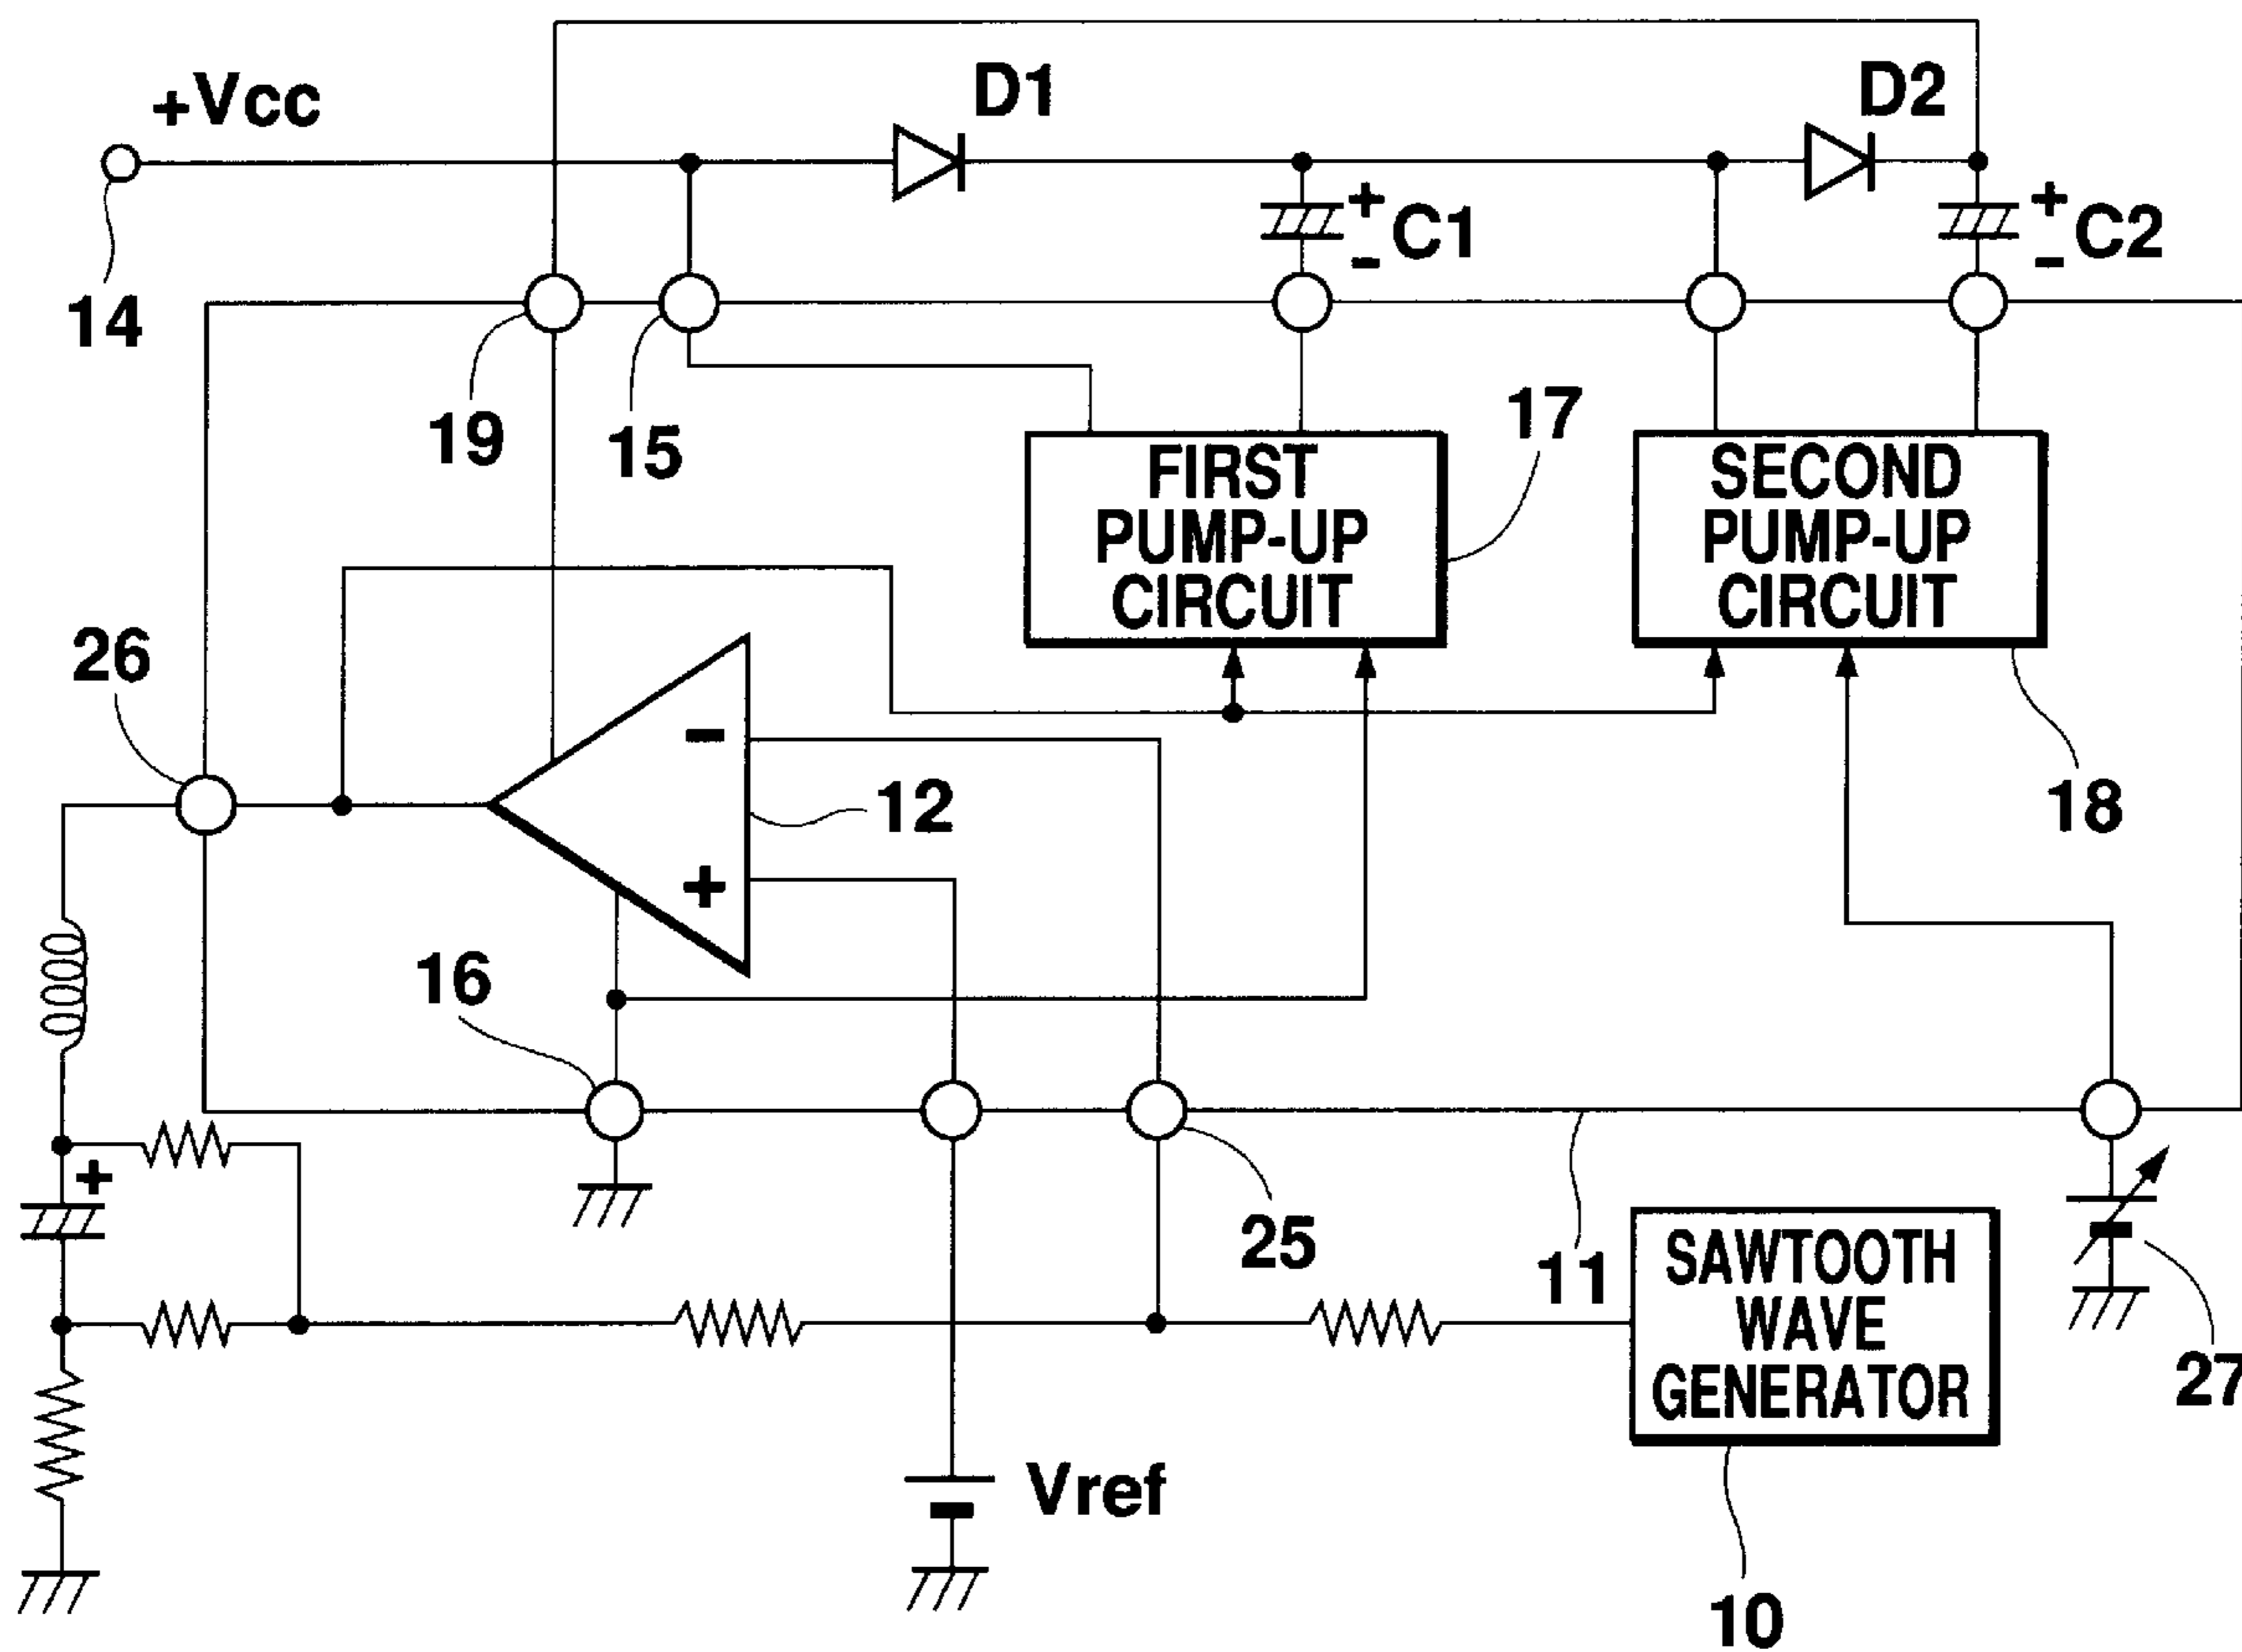 +Vcc
D1
D2
+
C1
-
+
C2
-
14
19
15
17
FIRST
PUMP-UP
CIRCUIT
SECOND
PUMP-UP
CIRCUIT
26
-
12
+
18
16
+
25
11
SAWTOOTH
WAVE
GENERATOR
27
Vref
10